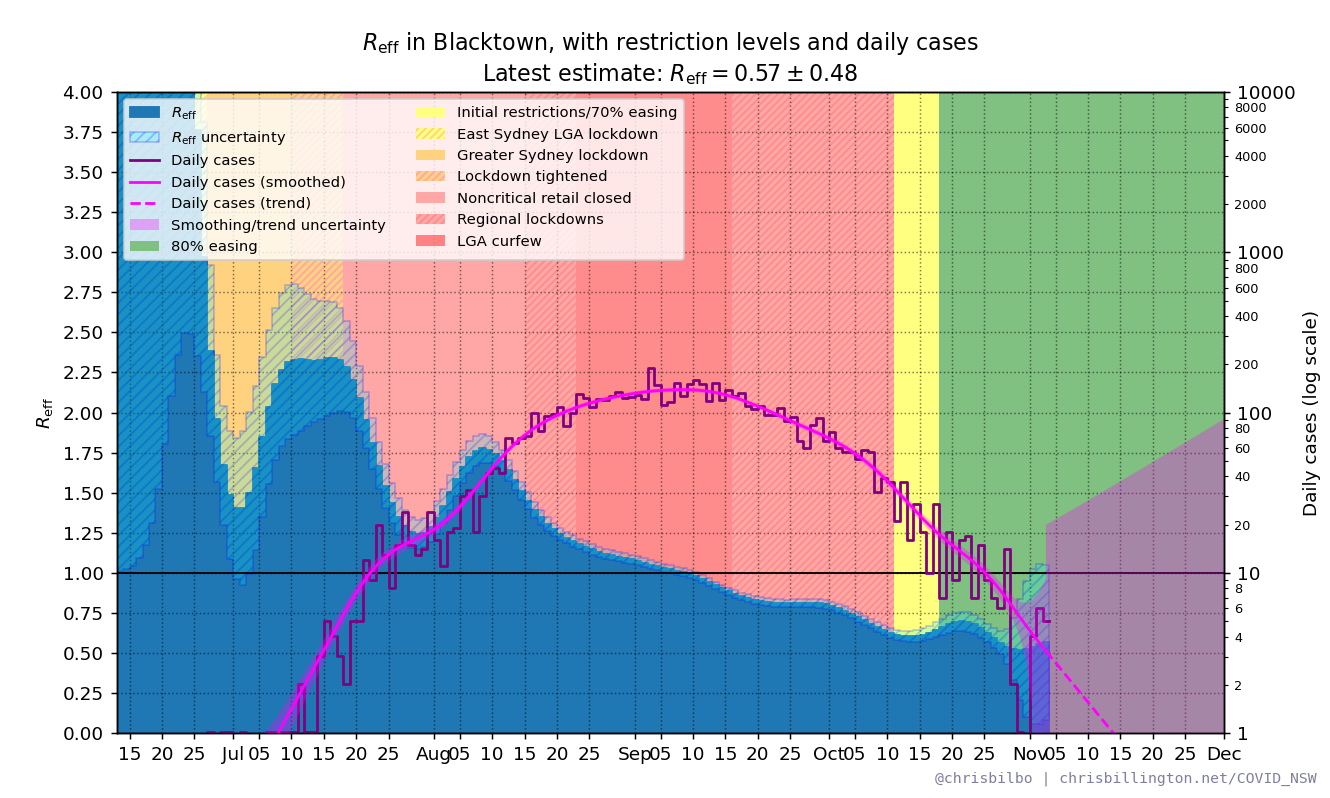 Reff in Blacktown, with restriction levels and daily cases
Latest estimate: Reff = 0.57 ± 0.48
Reff
Reff uncertainty
Daily cases
Daily cases (smoothed)
Daily cases (trend)
Smoothing/trend uncertainty
80% easing
Initial restrictions/70% easing
East Sydney LGA lockdown
Greater Sydney lockdown
Lockdown tightened
Noncritical retail closed
Regional lockdowns
LGA curfew
Reff
4.00
3.75
3.50
3.25
3.00
2.75
2.50
2.25
2.00
1.75
1.50
1.25
1.00
0.75
0.50
0.25
0.00
10000
8000
6000
4000
2000
1000
800
600
400
200
100
80
60
40
20
10
8
6
4
2
1
Daily cases (log scale)
15 20 25 Jul 05 10 15 20 Aug 05 10 15 20 25 Sep 05 10 15 20 25 Oct 05 10 15 20 25 Nov 05 10 15 20 25 Dec
@chrisbilbo | chrisbillington.net/COVID_NSW